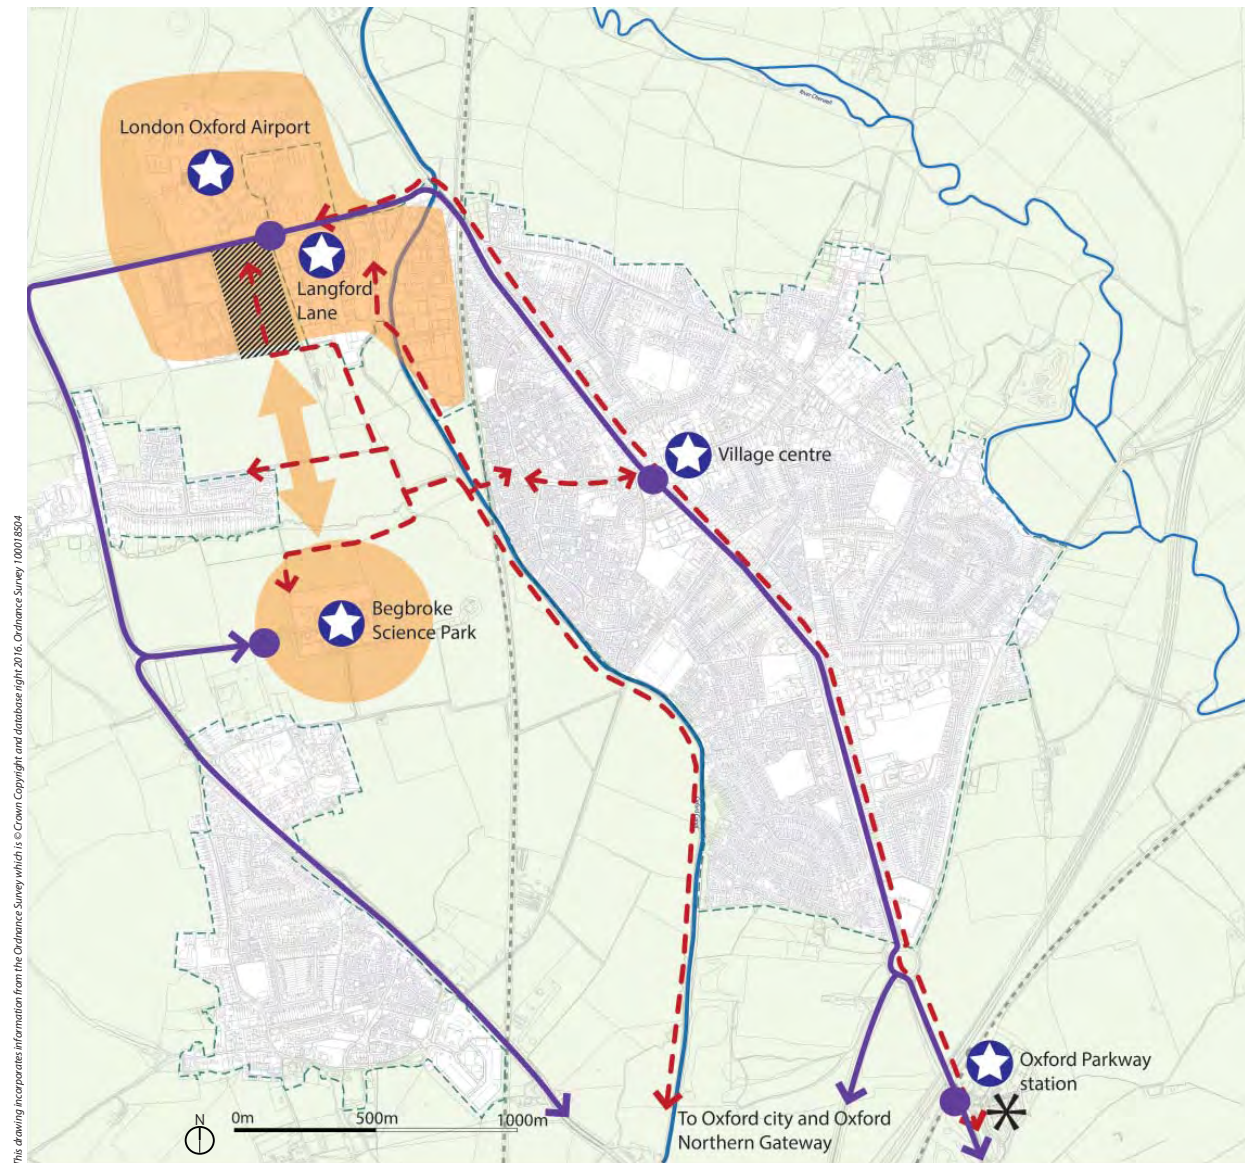 London Oxford Airport
River Cherwell
Langford
Lane
Village centre
Begbroke
Science Park
Oxford Parkway
station
To Oxford city and Oxford
Northern Gateway
N
0m
500m
1000m
This drawing incorporates information from the Ordnance Survey which is © Crown Copyright and database right 2016. Ordnance Survey 100018504